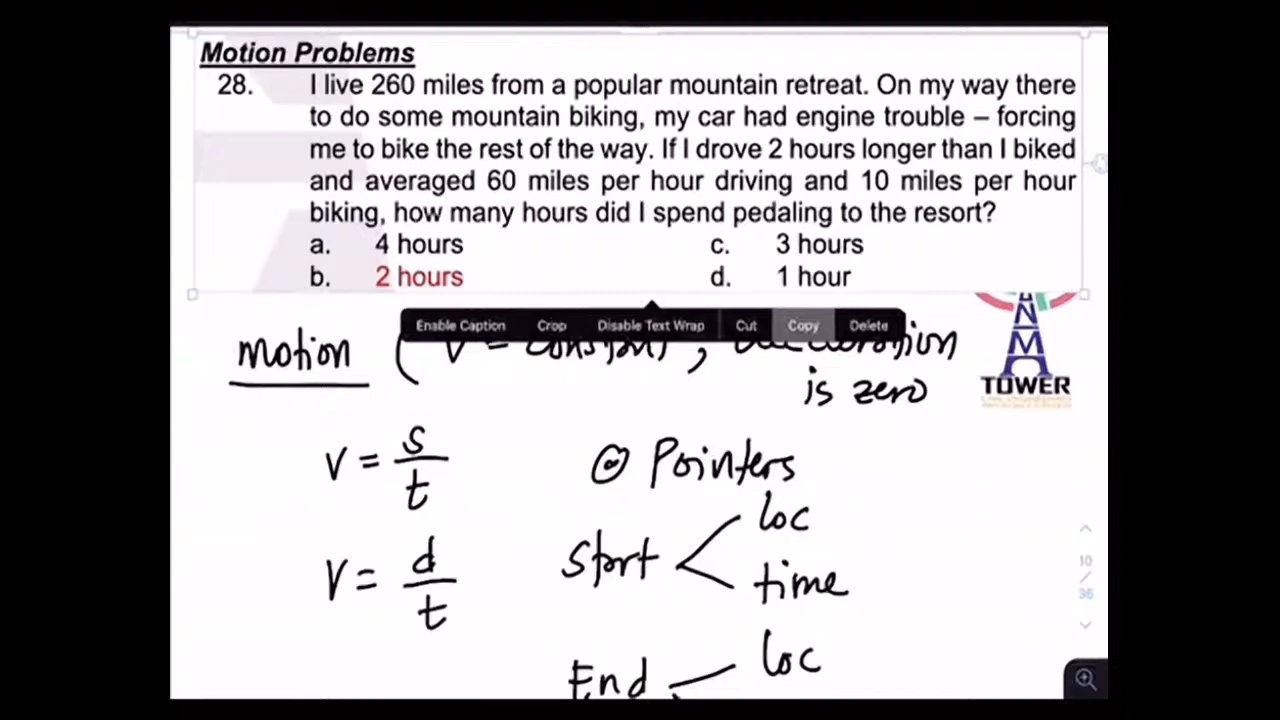 Motion Problems
28. I live 260 miles from a popular mountain retreat. On my way there
to do some mountain biking, my car had engine trouble – forcing
me to bike the rest of the way. If I drove 2 hours longer than I biked
and averaged 60 miles per hour driving and 10 miles per hour
biking, how many hours did I spend pedaling to the resort?
a. 4 hours c. 3 hours
b. 2 hours d. 1 hour
Enable Caption Crop Disable Text Wrap Cut Copy Delete
motion ( V = constant,
is zero
TOWER
V = s/t
Pointers
Start loc
time
V = d/t
End loc
10
/
36